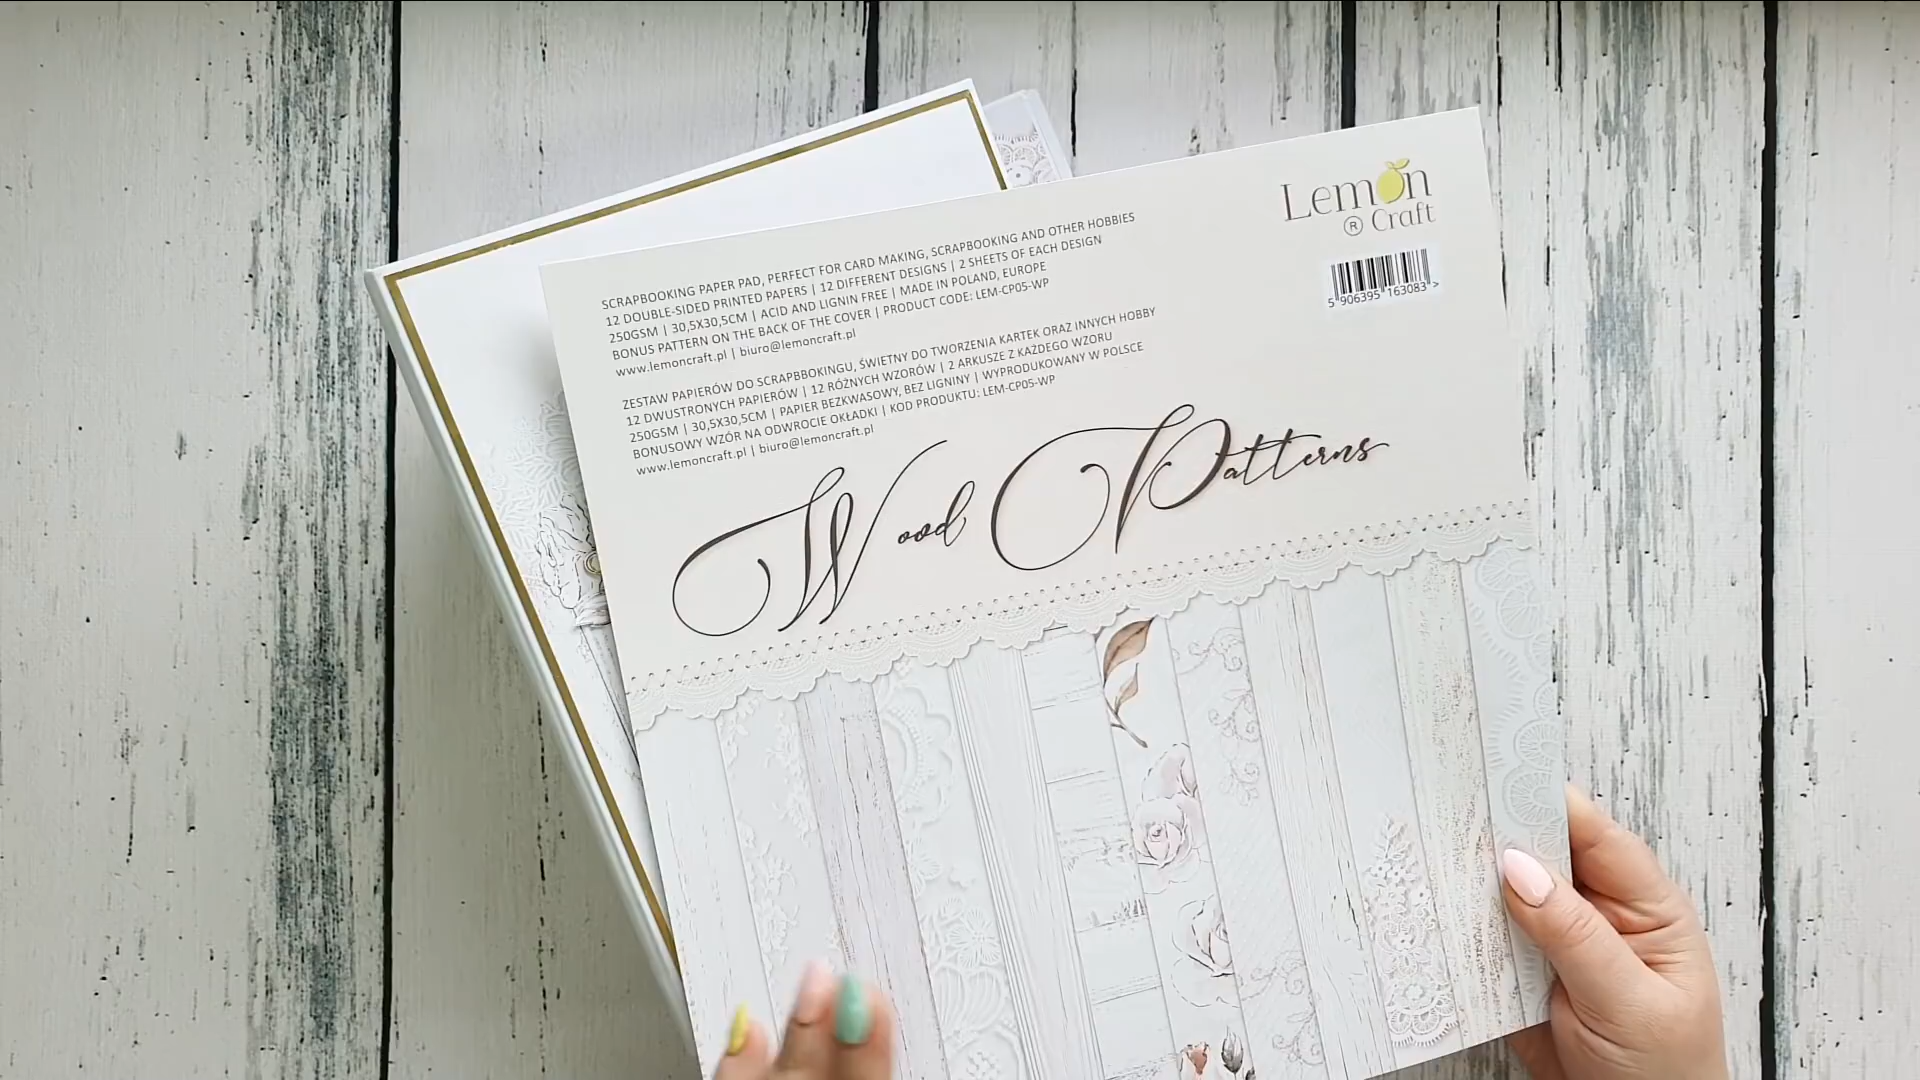 Lemon
® Craft
5 906395 163083 >
SCRAPBOOKING PAPER PAD, PERFECT FOR CARD MAKING, SCRAPBOOKING AND OTHER HOBBIES
12 DOUBLE-SIDED PRINTED PAPERS | 12 DIFFERENT DESIGNS | 2 SHEETS OF EACH DESIGN
250GSM | 30,5X30,5CM | ACID AND LIGNIN FREE | MADE IN POLAND, EUROPE
BONUS PATTERN ON THE BACK OF THE COVER | PRODUCT CODE: LEM-CP05-WP
www.lemoncraft.pl | biuro@lemoncraft.pl
ZESTAW PAPIERÓW DO SCRAPBBOKINGU, ŚWIETNY DO TWORZENIA KARTEK ORAZ INNYCH HOBBY
12 DWUSTRONYCH PAPIERÓW | 12 RÓŻNYCH WZORÓW | 2 ARKUSZE Z KAŻDEGO WZORU
250GSM | 30,5X30,5CM | PAPIER BEZKWASOWY, BEZ LIGNINY | WYPRODUKOWANY W POLSCE
BONUSOWY WZÓR NA ODWROCIE OKŁADKI | KOD PRODUKTU: LEM-CP05-WP
www.lemoncraft.pl | biuro@lemoncraft.pl
Wood Patterns